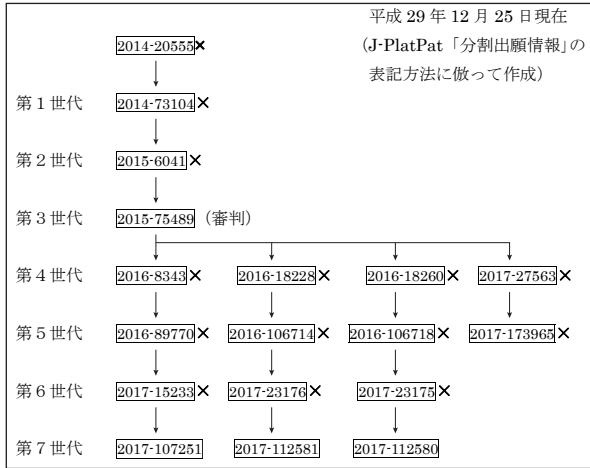 平成 29 年 12 月 25 日現在
2014-20555×
(J-PlatPat「分割出願情報」の
表記方法に倣って作成)
第1世代 2014-73104×
第2世代 2015-6041×
第3世代 2015-75489(審判)
第4世代 2016-8343× 2016-18228× 2016-18260× 2017-27563×
第5世代 2016-89770× 2016-106714× 2016-106718× 2017-173965×
第6世代 2017-15233× 2017-23176× 2017-23175×
第7世代 2017-107251 2017-112581 2017-112580